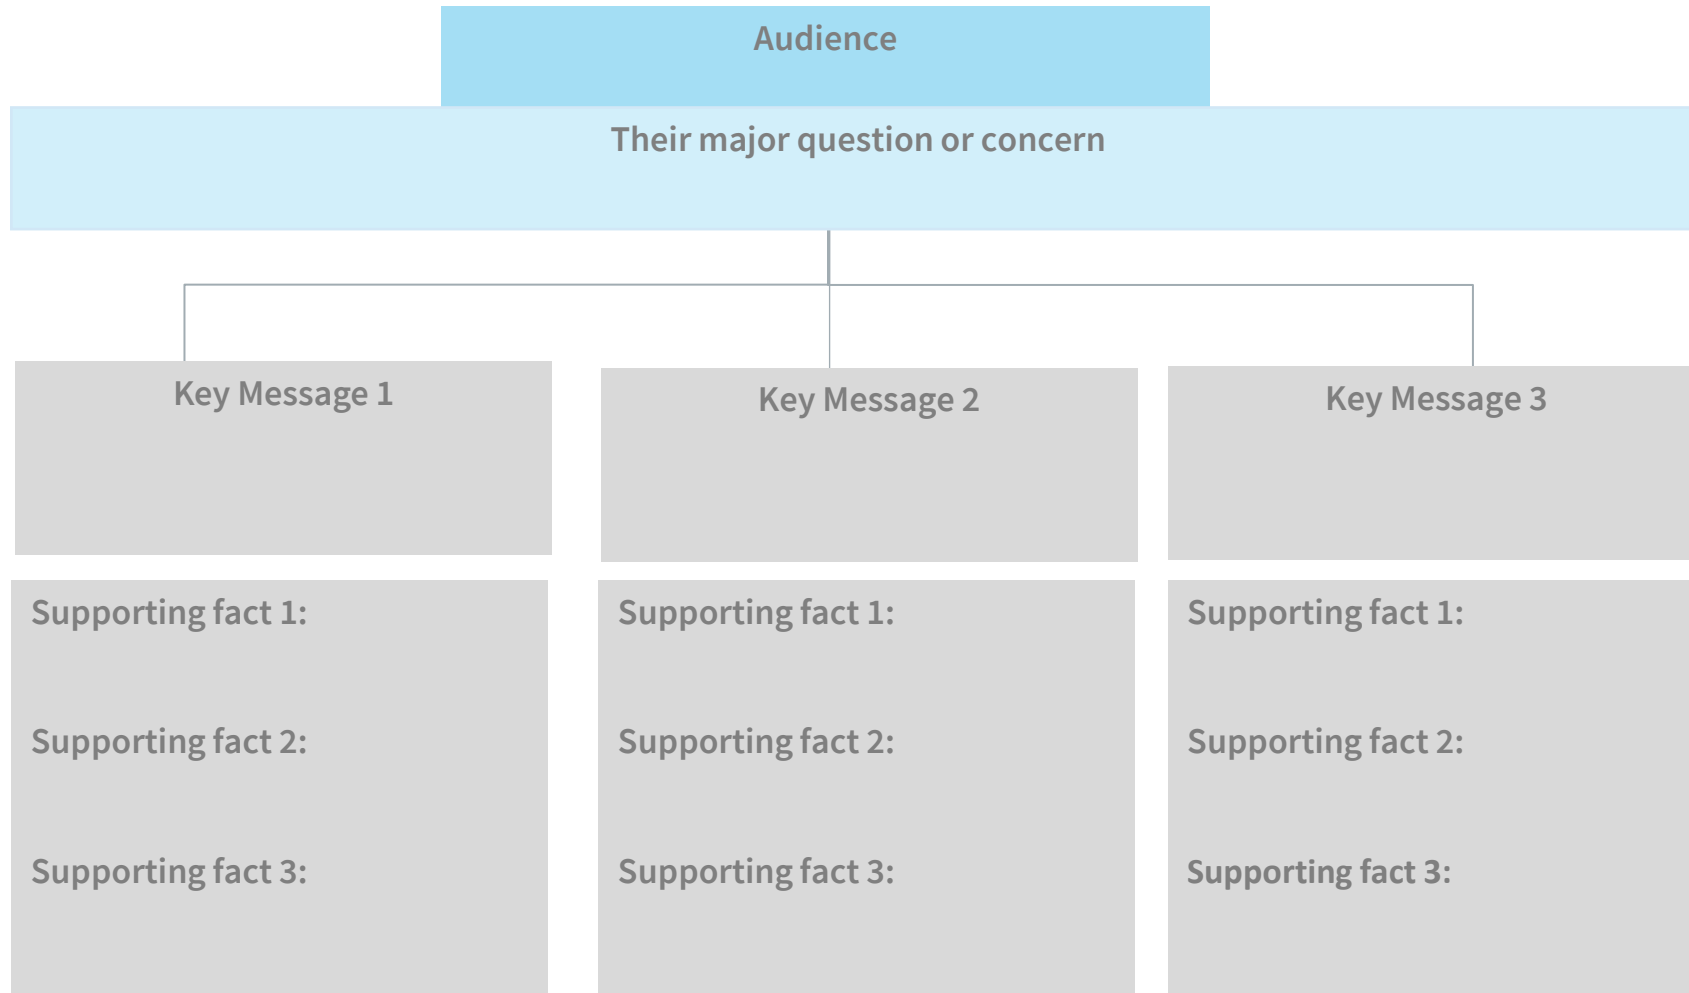 Audience
Their major question or concern
Key Message 1
Key Message 2
Key Message 3
Supporting fact 1:
Supporting fact 2:
Supporting fact 3:
Supporting fact 1:
Supporting fact 2:
Supporting fact 3:
Supporting fact 1:
Supporting fact 2:
Supporting fact 3: